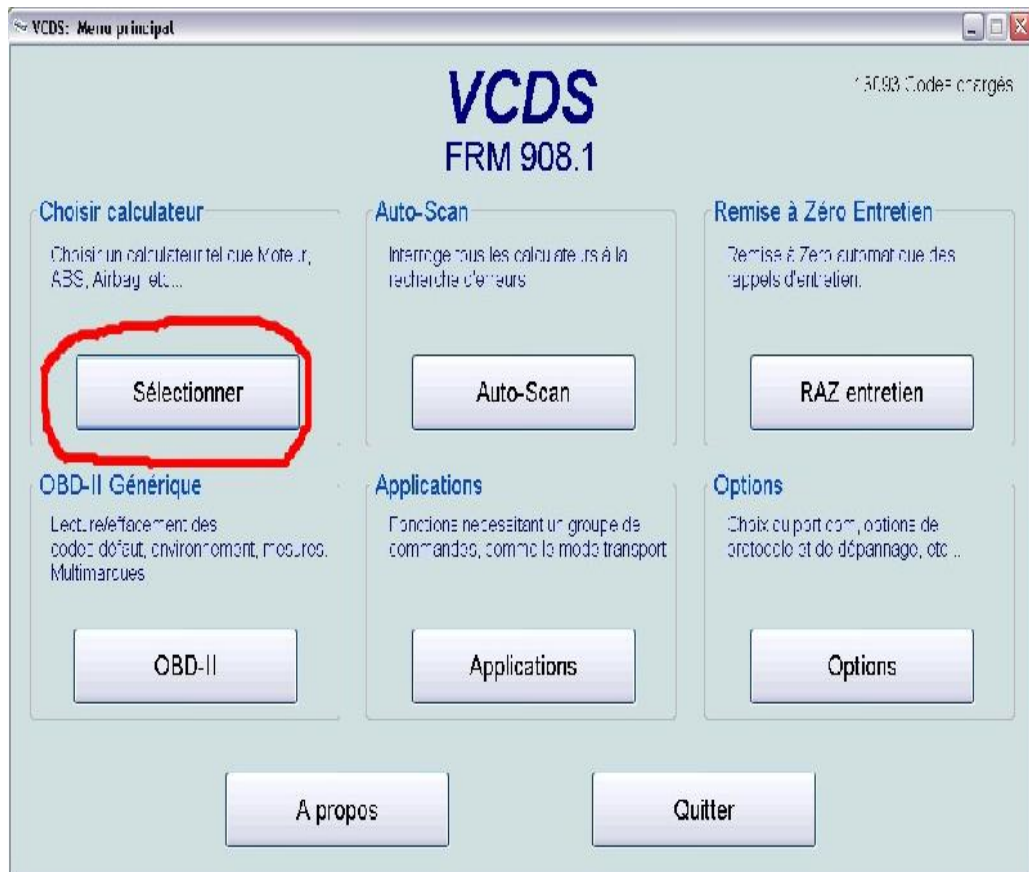 VCDS: Menu principal
VCDS
FRM 908.1
Codes chargés
Choisir calculateur
Choisir un calculateur tel que Moteur,
ABS, Airbag, etc...
Sélectionner
Auto-Scan
Interroge tous les calculateurs à la
recherche d'erreurs
Auto-Scan
Remise à Zéro Entretien
Remise à Zero automatique des
rappels d'entretien.
RAZ entretien
OBD-II Générique
Lecture/effacement des
codes défaut, environnement, mesures.
Multimarques
OBD-II
Applications
Fonctions necessitant un groupe de
commandes, comme le mode transport
Applications
Options
Choix du port com, options de
protocole et de dépannage, etc...
Options
A propos
Quitter